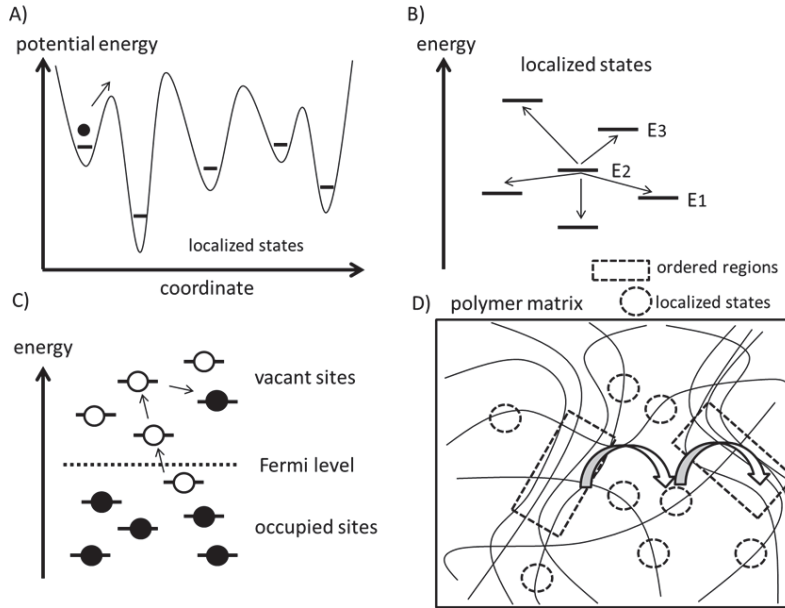 A)
potential energy
localized states
coordinate
B)
energy
localized states
E3
E2
E1
ordered regions
localized states
C)
energy
vacant sites
Fermi level
occupied sites
D) polymer matrix